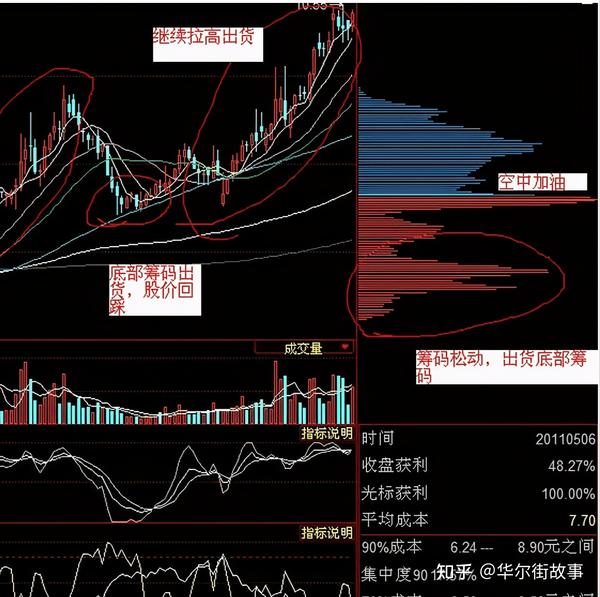 10.55
继续拉高出货
空中加油
底部筹码出
货，股价回
踩
筹码松动，出货底部筹
码
成交量
指标说明
时间 20110506
收盘获利 48.27%
光标获利 100.00%
平均成本 7.70
指标说明
90%成本 6.24 --- 8.90元之间
知乎 @华尔街故事
集中度90